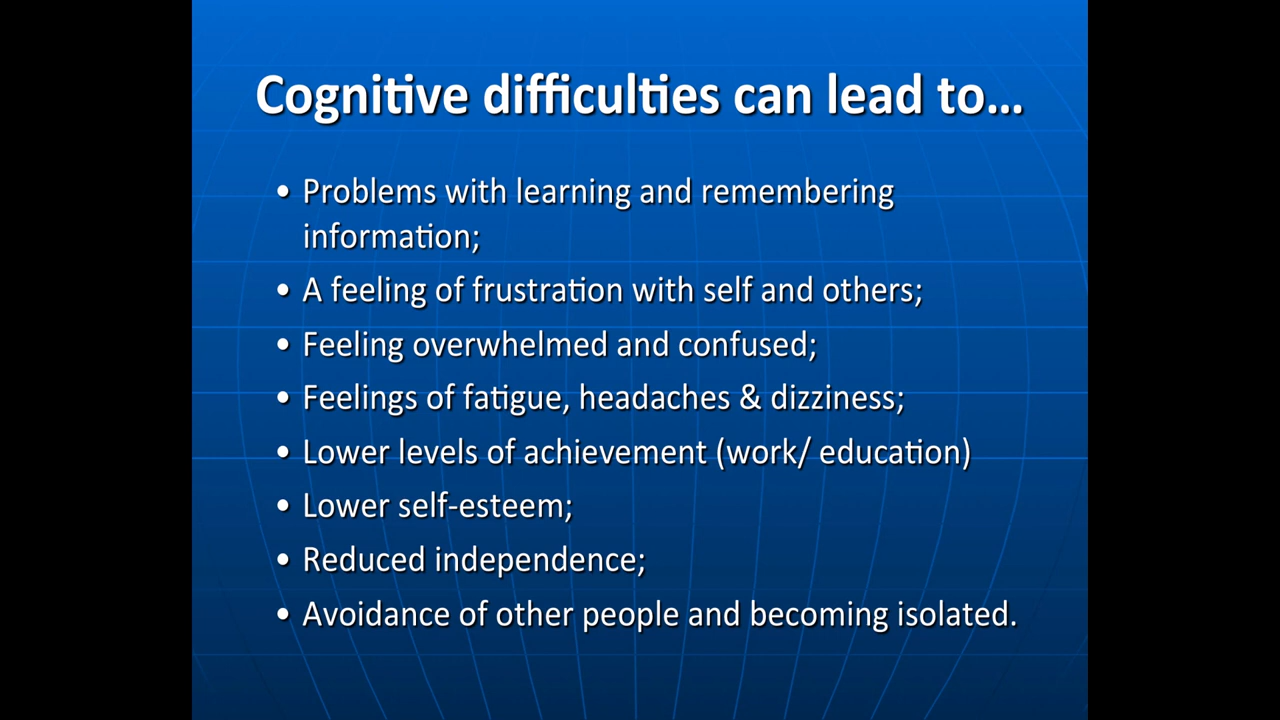 Cognitive difficulties can lead to…
• Problems with learning and remembering
information;
• A feeling of frustration with self and others;
• Feeling overwhelmed and confused;
• Feelings of fatigue, headaches & dizziness;
• Lower levels of achievement (work/ education)
• Lower self-esteem;
• Reduced independence;
• Avoidance of other people and becoming isolated.